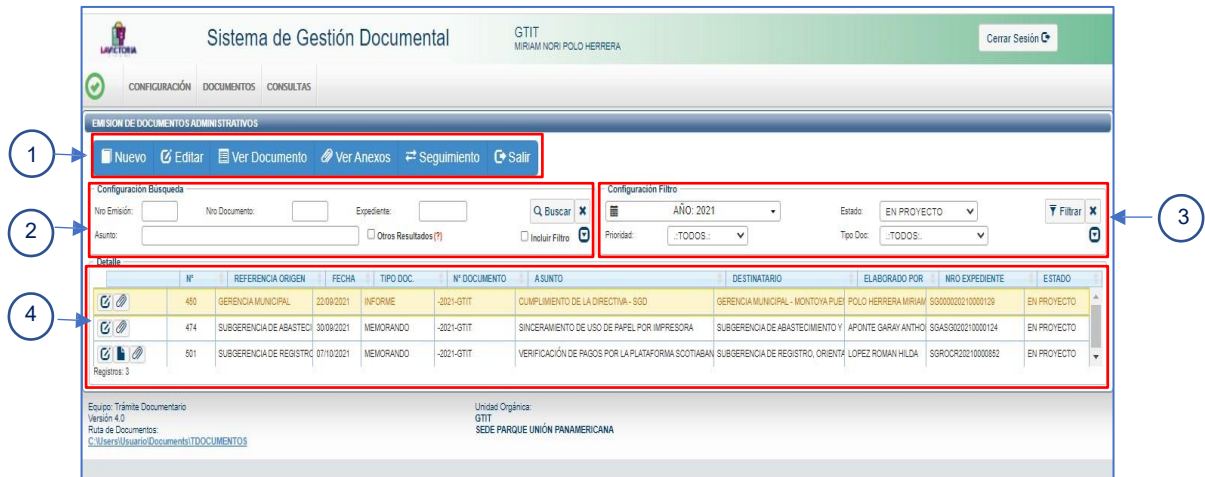 LAVICTORIA
Sistema de Gestión Documental
GTIT
MIRIAM NORI POLO HERRERA
Cerrar Sesión
CONFIGURACIÓN DOCUMENTOS CONSULTAS
EMISION DE DOCUMENTOS ADMINISTRATIVOS
1
Nuevo Editar Ver Documento Ver Anexos Seguimiento Salir
2
Configuración Busqueda
Nro Emisión: Nro Documento: Expediente: Buscar
Asunto: Otros Resultados (?) Incluir Filtro
Configuración Filtro
AÑO: 2021 Estado: EN PROYECTO Filtrar
Prioridad: .:TODOS.: Tipo Doc: .:TODOS:.
3
4
Detalle
N° REFERENCIA ORIGEN FECHA TIPO DOC. N° DOCUMENTO ASUNTO DESTINATARIO ELABORADO POR NRO EXPEDIENTE ESTADO
450 GERENCIA MUNICIPAL 22/09/2021 INFORME -2021-GTIT CUMPLIMIENTO DE LA DIRECTIVA - SGD GERENCIA MUNICIPAL - MONTOYA PUE POLO HERRERA MIRIAM SG000020210000129 EN PROYECTO
474 SUBGERENCIA DE ABASTECI 30/09/2021 MEMORANDO -2021-GTIT SINCERAMIENTO DE USO DE PAPEL POR IMPRESORA SUBGERENCIA DE ABASTECIMIENTO Y APONTE GARAY ANTHO SGASG020210000124 EN PROYECTO
501 SUBGERENCIA DE REGISTRO 07/10/2021 MEMORANDO -2021-GTIT VERIFICACIÓN DE PAGOS POR LA PLATAFORMA SCOTIABAN SUBGERENCIA DE REGISTRO, ORIENTA LOPEZ ROMAN HILDA SGROCR20210000852 EN PROYECTO
Registros: 3
Equipo: Trámite Documentario
Versión 4.0
Ruta de Documentos:
C:\Users\Usuario\Documents\TDOCUMENTOS
Unidad Orgánica:
GTIT
SEDE PARQUE UNIÓN PANAMERICANA